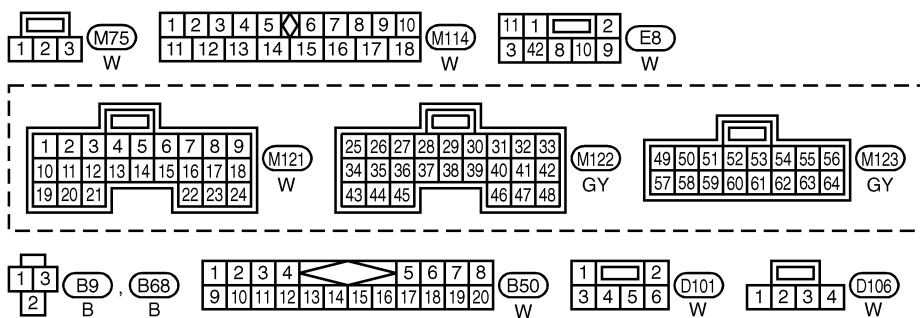 1 2 3 M75 W
1 2 3 4 5 6 7 8 9 10 M114 W
11 12 13 14 15 16 17 18
11 1 2 E8 W
3 42 8 10 9
1 2 3 4 5 6 7 8 9 M121 W
10 11 12 13 14 15 16 17 18
19 20 21 22 23 24
25 26 27 28 29 30 31 32 33 M122 GY
34 35 36 37 38 39 40 41 42
43 44 45 46 47 48
49 50 51 52 53 54 55 56 M123 GY
57 58 59 60 61 62 63 64
1 3 B9 , B68
2 B B
1 2 3 4 5 6 7 8 B50 W
9 10 11 12 13 14 15 16 17 18 19 20
1 2 D101 W
3 4 5 6
1 2 3 4 D106 W